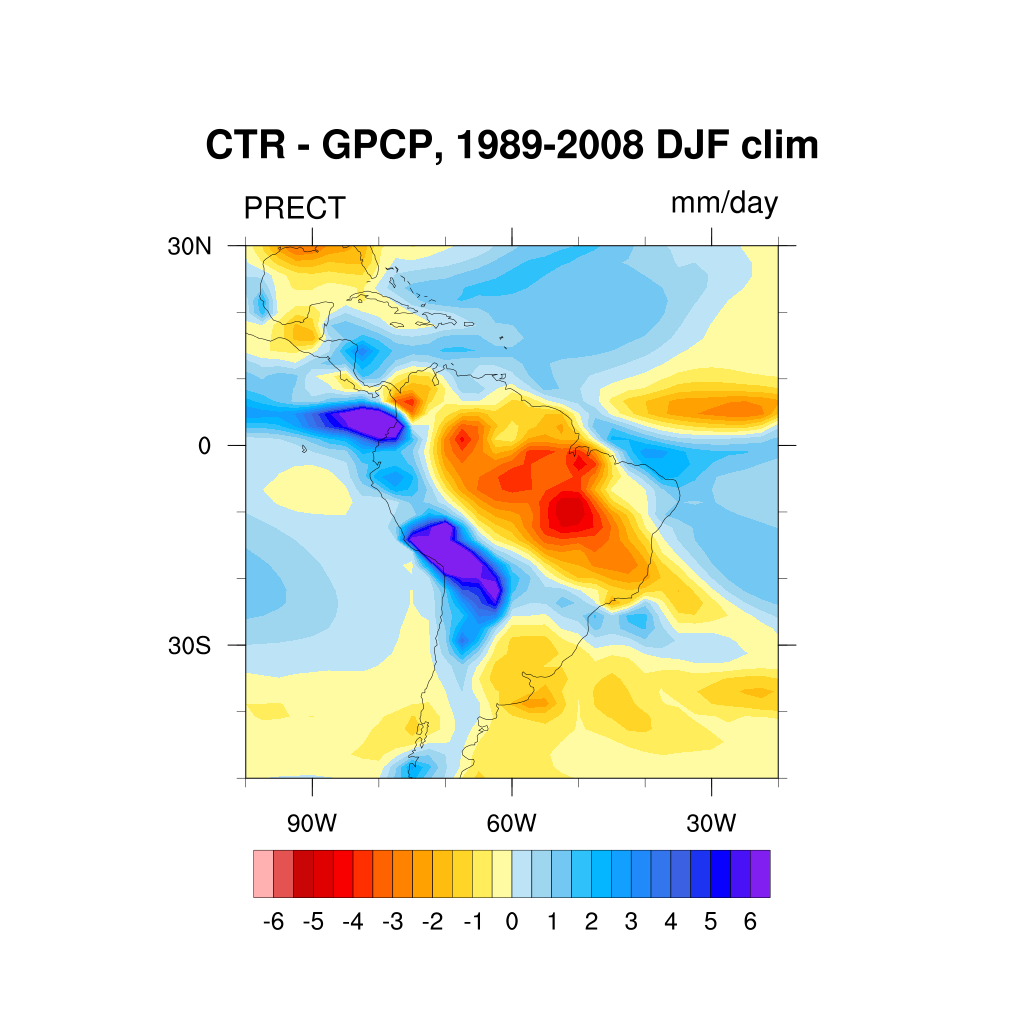 CTR - GPCP, 1989-2008 DJF clim
PRECT mm/day
30N
0
30S
90W 60W 30W
-6 -5 -4 -3 -2 -1 0 1 2 3 4 5 6